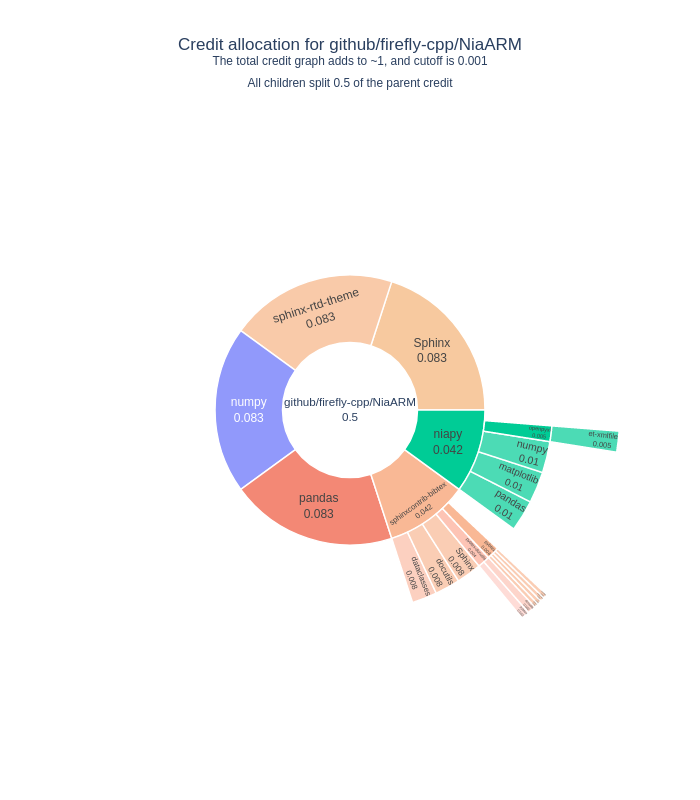 Credit allocation for github/firefly-cpp/NiaARM
The total credit graph adds to ~1, and cutoff is 0.001
All children split 0.5 of the parent credit
sphinx-rtd-theme
0.083
Sphinx
0.083
numpy
0.083
github/firefly-cpp/NiaARM
0.5
niapy
0.042
openpyxl
0.005
et-xmlfile
0.005
numpy
0.01
matplotlib
0.01
pandas
0.01
pandas
0.083
sphinxcontrib-bibtex
0.042
Sphinx
0.008
docutils
0.008
dataclasses
0.008